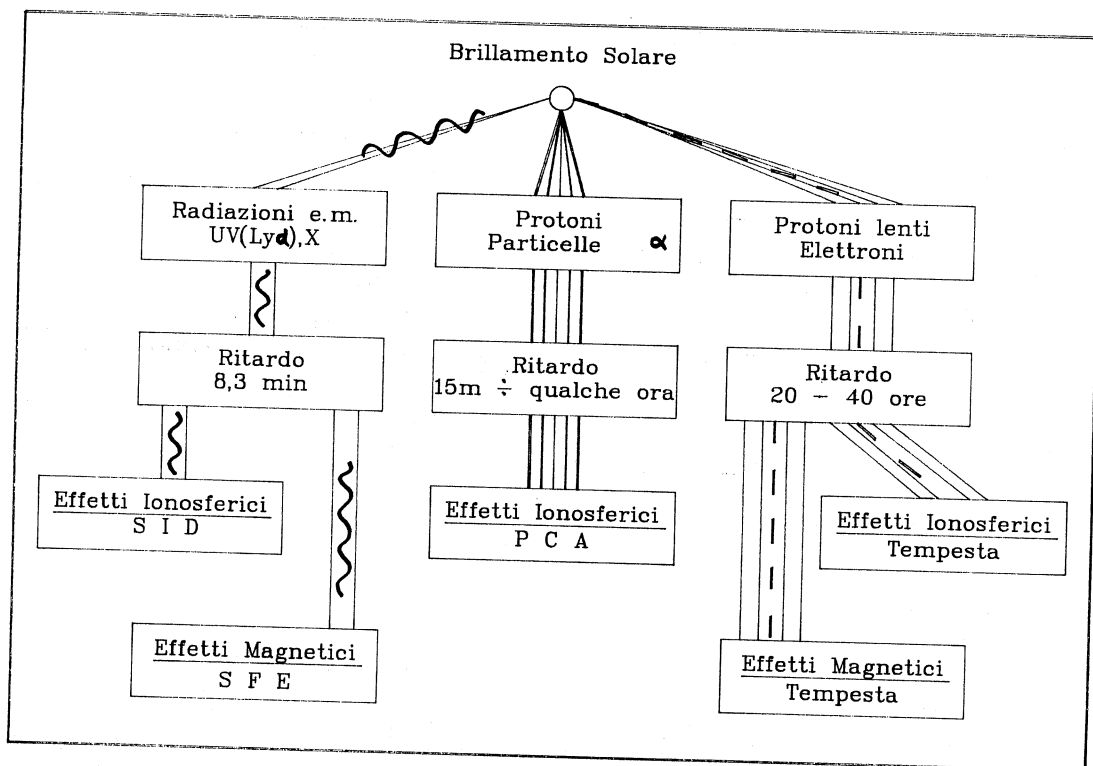 Brillamento Solare
Radiazioni e.m.
UV(Lyα),X
Protoni
Particelle α
Protoni lenti
Elettroni
Ritardo
8,3 min
Ritardo
15m ÷ qualche ora
Ritardo
20 - 40 ore
Effetti Ionosferici
S I D
Effetti Ionosferici
P C A
Effetti Ionosferici
Tempesta
Effetti Magnetici
S F E
Effetti Magnetici
Tempesta